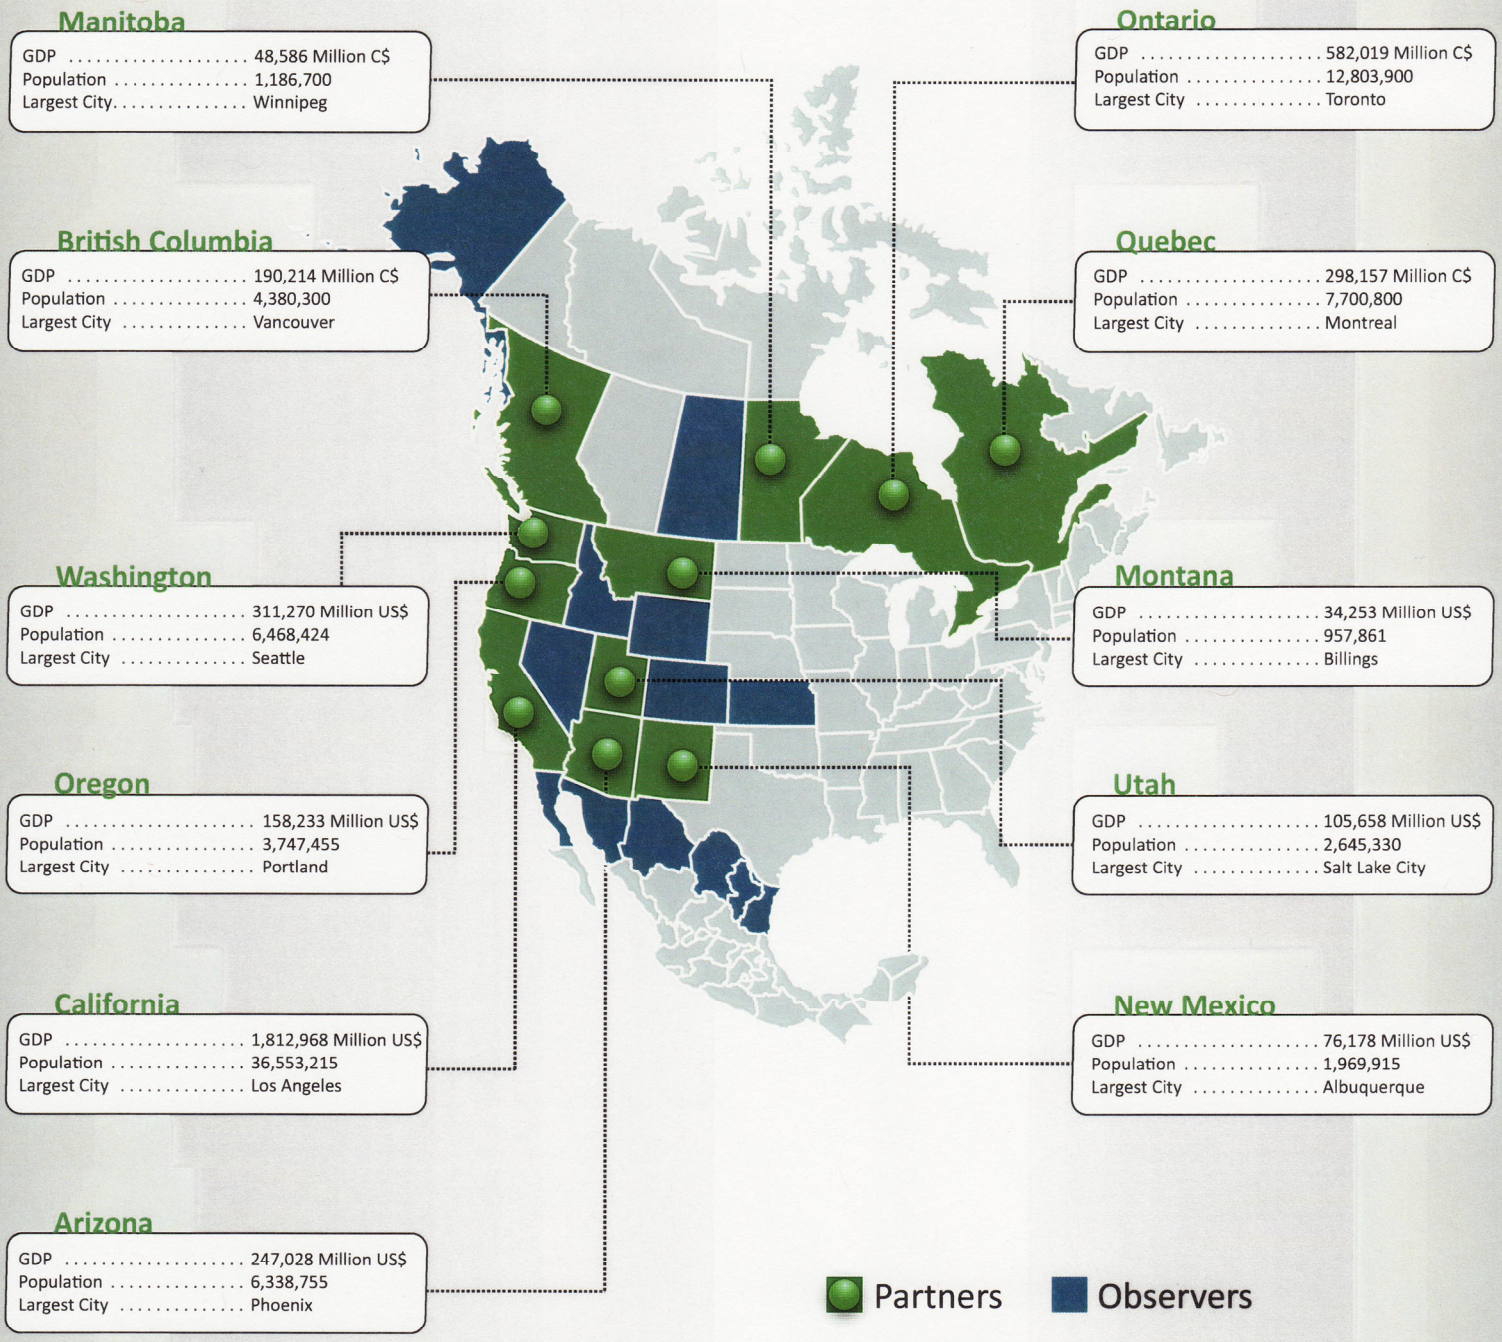 Manitoba
GDP ..................... 48,586 Million C$
Population ............... 1,186,700
Largest City............... Winnipeg
Ontario
GDP ..................... 582,019 Million C$
Population ............... 12,803,900
Largest City .............. Toronto
British Columbia
GDP ..................... 190,214 Million C$
Population ............... 4,380,300
Largest City .............. Vancouver
Quebec
GDP ..................... 298,157 Million C$
Population ............... 7,700,800
Largest City .............. Montreal
Washington
GDP ..................... 311,270 Million US$
Population ............... 6,468,424
Largest City .............. Seattle
Montana
GDP ..................... 34,253 Million US$
Population ............... 957,861
Largest City .............. Billings
Oregon
GDP ..................... 158,233 Million US$
Population ............... 3,747,455
Largest City .............. Portland
Utah
GDP ..................... 105,658 Million US$
Population ............... 2,645,330
Largest City .............. Salt Lake City
California
GDP ..................... 1,812,968 Million US$
Population ............... 36,553,215
Largest City .............. Los Angeles
New Mexico
GDP ..................... 76,178 Million US$
Population ............... 1,969,915
Largest City .............. Albuquerque
Arizona
GDP ..................... 247,028 Million US$
Population ............... 6,338,755
Largest City .............. Phoenix
Partners
Observers